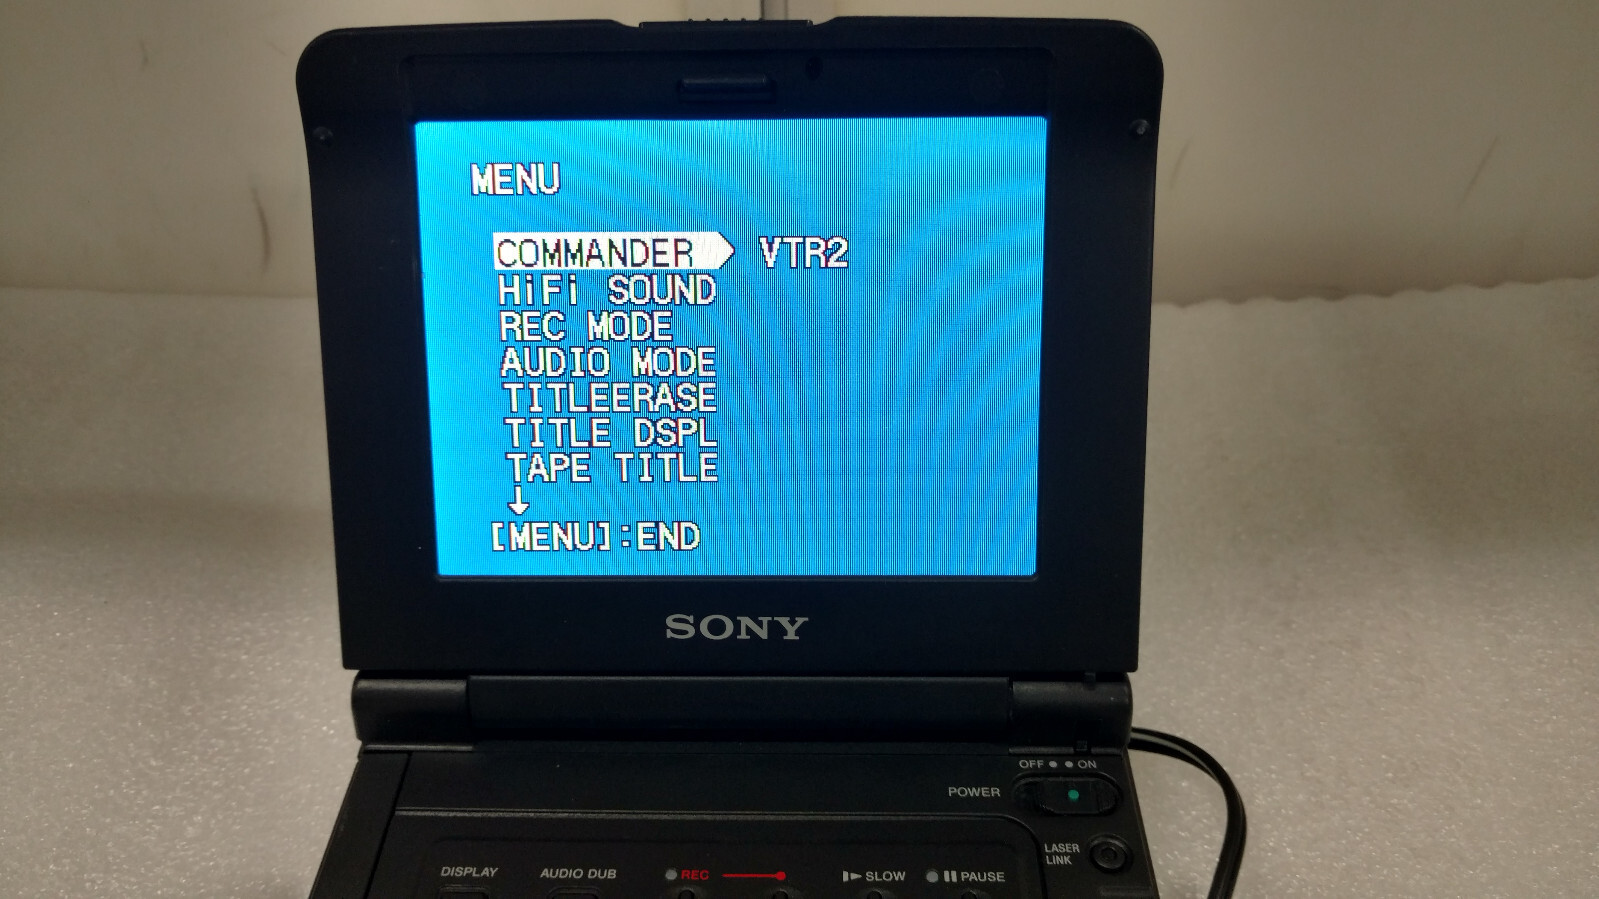 MENU
COMMANDER VTR2
HiFi SOUND
REC MODE
AUDIO MODE
TITLEERASE
TITLE DSPL
TAPE TITLE
↓
[MENU]:END
SONY
OFF ON
POWER
LASER
LINK
DISPLAY AUDIO DUB REC SLOW PAUSE